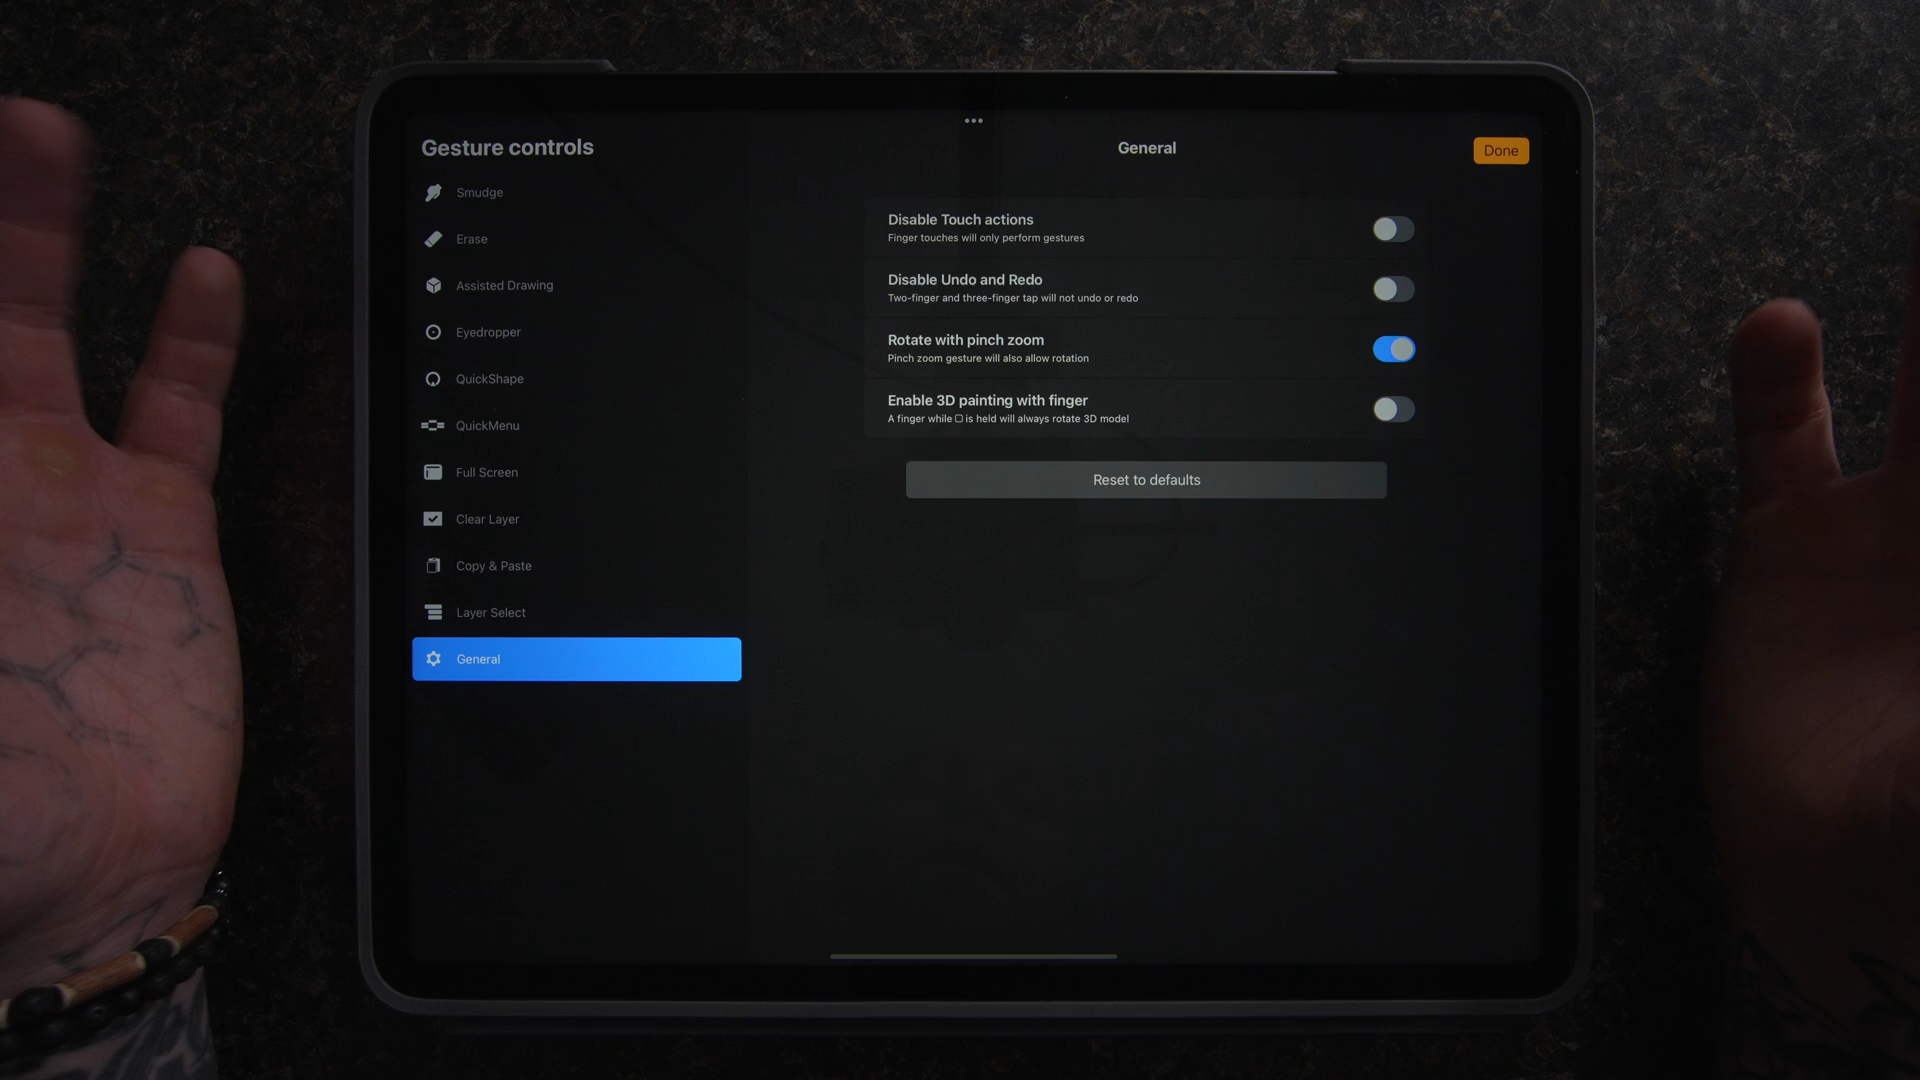 Gesture controls
Smudge
Erase
Assisted Drawing
Eyedropper
QuickShape
QuickMenu
Full Screen
Clear Layer
Copy & Paste
Layer Select
General
General
Done
Disable Touch actions
Finger touches will only perform gestures
Disable Undo and Redo
Two-finger and three-finger tap will not undo or redo
Rotate with pinch zoom
Pinch zoom gesture will also allow rotation
Enable 3D painting with finger
A finger while □ is held will always rotate 3D model
Reset to defaults